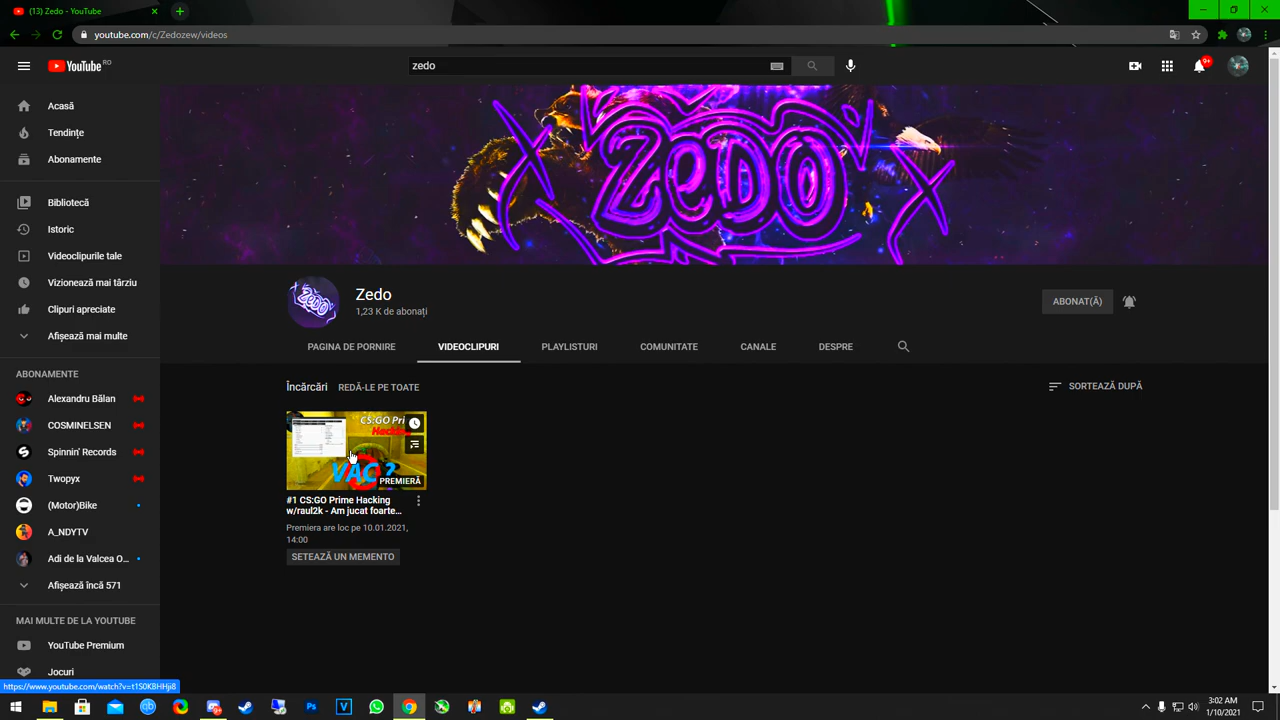 (13) Zedo - YouTube
youtube.com/c/Zedozew/videos
YouTube RO
zedo
9+
Acasă
Tendințe
Abonamente
Bibliotecă
Istoric
Videoclipurile tale
Vizionează mai târziu
Clipuri apreciate
Afișează mai multe
ABONAMENTE
Alexandru Bălan
COSMINELSEN
Spinnin' Records
Twopyx
(Motor)Bike
A_NDYTV
Adi de la Valcea O...
Afișează încă 571
MAI MULTE DE LA YOUTUBE
YouTube Premium
Jocuri
ZEDO
ZEDO
Zedo
1,23 K de abonați
ABONAT(Ă)
PAGINA DE PORNIRE
VIDEOCLIPURI
PLAYLISTURI
COMUNITATE
CANALE
DESPRE
Încărcări
REDĂ-LE PE TOATE
SORTEAZĂ DUPĂ
CS:GO Pri
VAC ?
PREMIERĂ
#1 CS:GO Prime Hacking
w/raul2k - Am jucat foarte...
Premiera are loc pe 10.01.2021,
14:00
SETEAZĂ UN MEMENTO
https://www.youtube.com/watch?v=t1S0KBHHji8
3:02 AM
1/10/2021